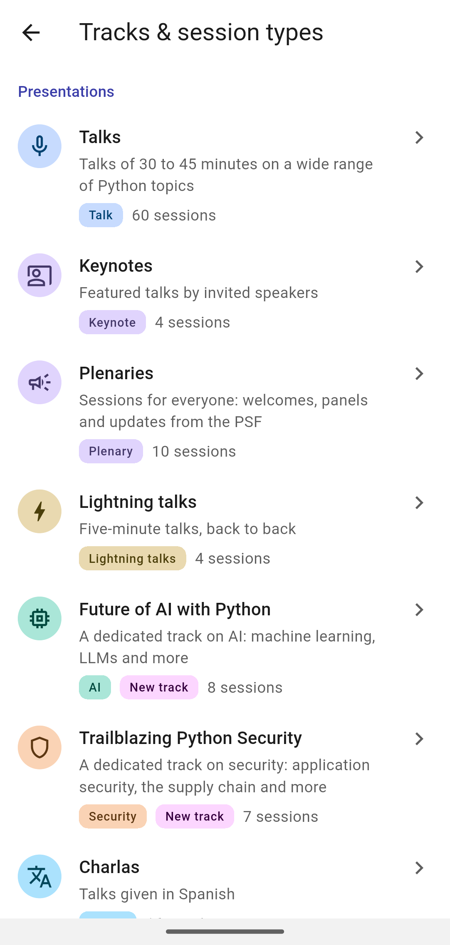 Tracks & session types
Presentations
Talks
Talks of 30 to 45 minutes on a wide range
of Python topics
Talk 60 sessions
Keynotes
Featured talks by invited speakers
Keynote 4 sessions
Plenaries
Sessions for everyone: welcomes, panels
and updates from the PSF
Plenary 10 sessions
Lightning talks
Five-minute talks, back to back
Lightning talks 4 sessions
Future of AI with Python
A dedicated track on AI: machine learning,
LLMs and more
AI New track 8 sessions
Trailblazing Python Security
A dedicated track on security: application
security, the supply chain and more
Security New track 7 sessions
Charlas
Talks given in Spanish